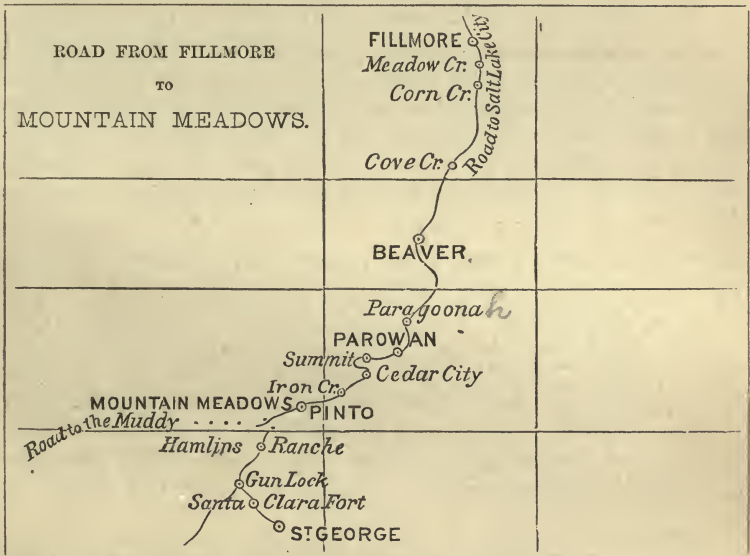 ROAD FROM FILLMORE
TO
MOUNTAIN MEADOWS.
FILLMORE
Meadow Cr.
Corn Cr.
Road to Salt Lake City
Cove Cr.
BEAVER
Paragoonah
PAROWAN
Summit
Cedar City
Iron Cr.
MOUNTAIN MEADOWS
PINTO
Road to the Muddy
Hamlins Ranche
Gun Lock
Santa Clara Fort
ST GEORGE